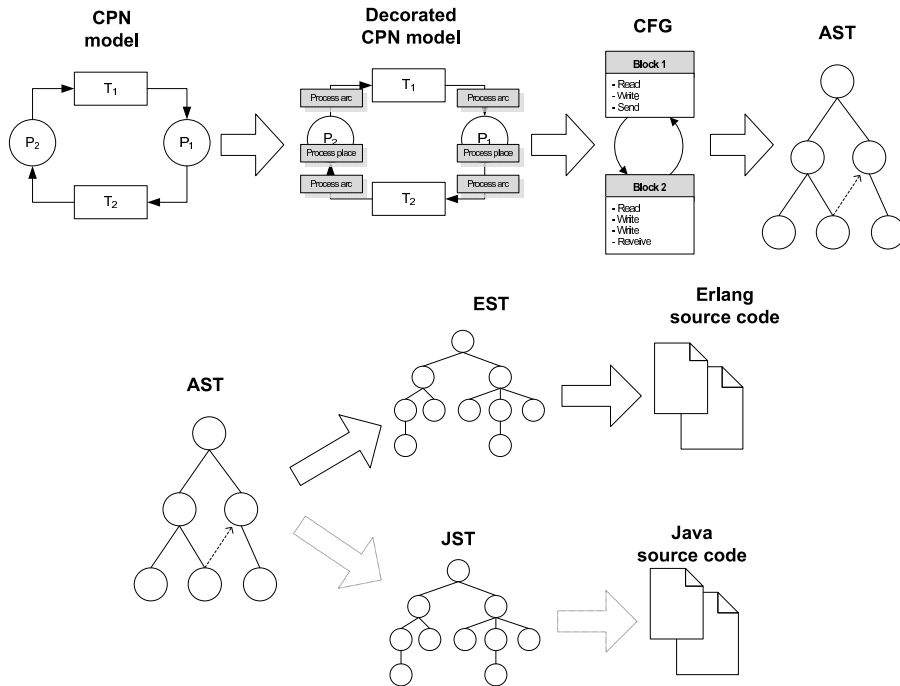 CPN
model
T1
P2
P1
T2
Decorated
CPN model
T1
Process arc
Process arc
P2
P1
Process place
Process place
Process arc
Process arc
T2
CFG
Block 1
- Read
- Write
- Send
Block 2
- Read
- Write
- Write
- Reveive
AST
AST
EST
Erlang
source code
JST
Java
source code